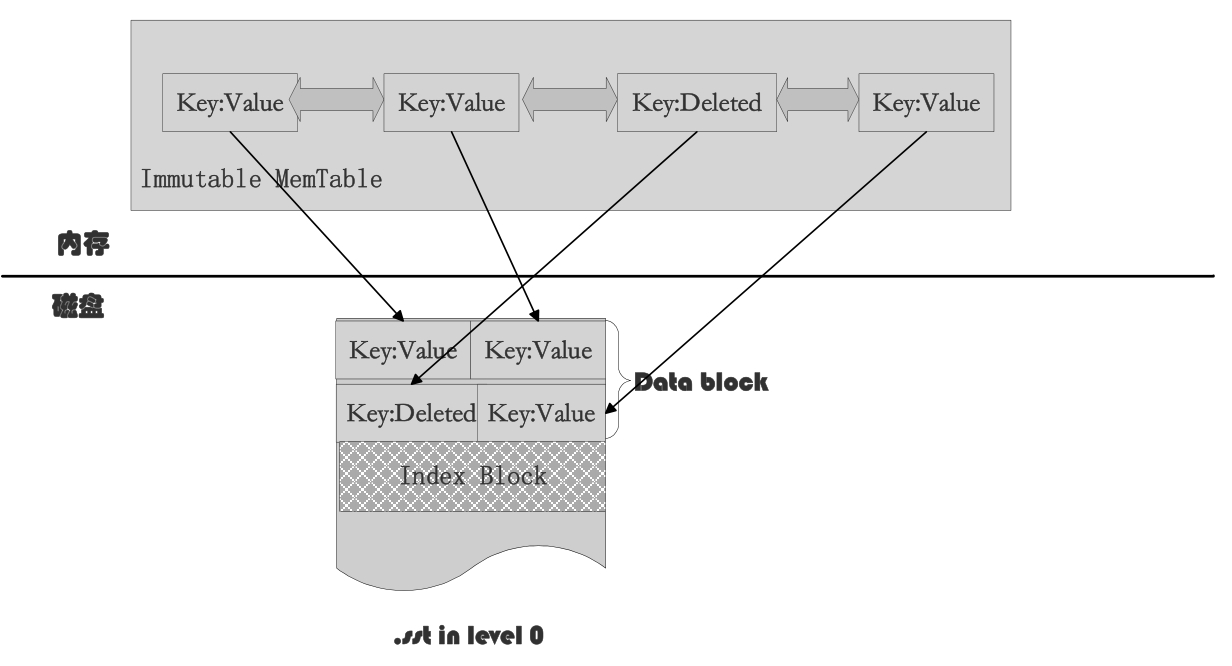 Key:Value Key:Value Key:Deleted Key:Value
Immutable MemTable
内存
磁盘
Key:Value Key:Value
Data block
Key:Deleted Key:Value
Index Block
.sst in level 0